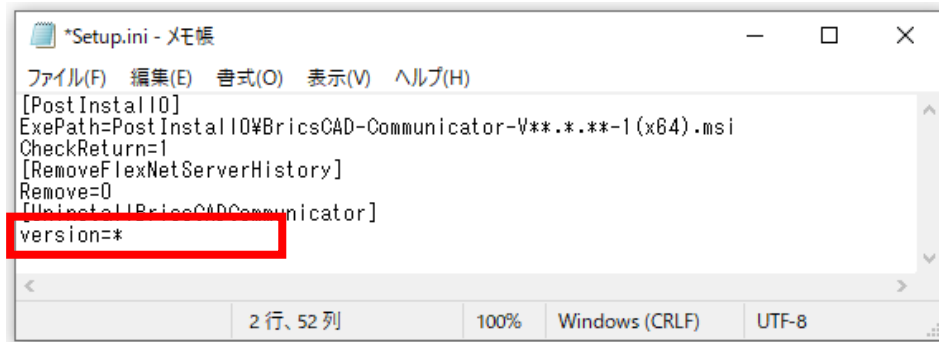 *Setup.ini - メモ帳
ファイル(F) 編集(E) 書式(O) 表示(V) ヘルプ(H)
[PostInstall0]
ExePath=PostInstall0¥BricsCAD-Communicator-V**.*.**-1(x64).msi
CheckReturn=1
[RemoveFlexNetServerHistory]
Remove=0
[UninstallBricsCADCommunicator]
version=*
2 行、52 列 100% Windows (CRLF) UTF-8